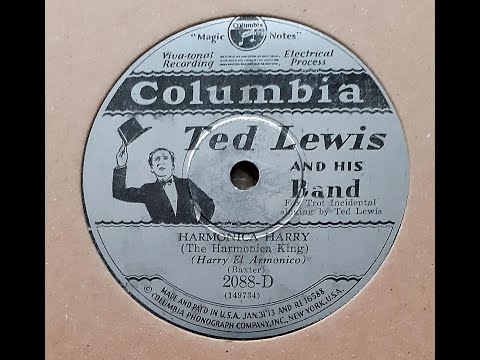 Columbia
"Magic Notes"
Viva-tonal Recording
Electrical Process
Columbia
Ted Lewis
AND HIS
Band
Fox Trot Incidental
singing by Ted Lewis
HARMONICA HARRY
(The Harmonica King)
(Harry El Armonico)
(Baxter)
2088-D
(149734)
MADE AND PAT'D IN U.S.A. JAN. 31'13 AND RE 16588
© COLUMBIA PHONOGRAPH COMPANY, INC., NEW YORK, U.S.A.